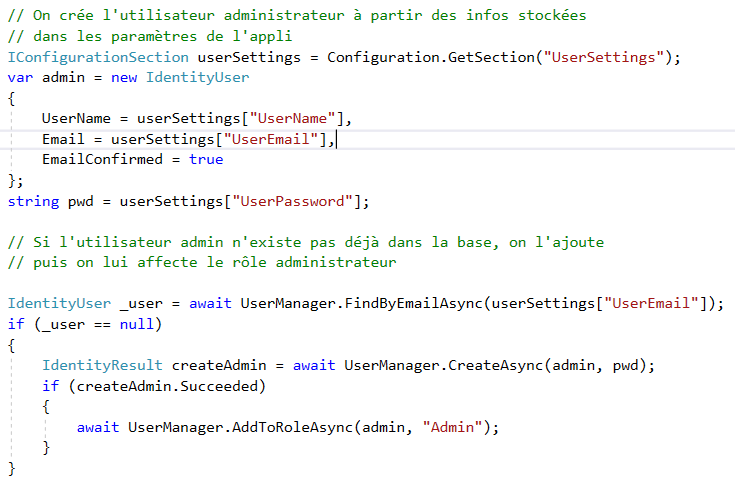 // On crée l'utilisateur administrateur à partir des infos stockées
// dans les paramètres de l'appli
IConfigurationSection userSettings = Configuration.GetSection("UserSettings");
var admin = new IdentityUser
{
    UserName = userSettings["UserName"],
    Email = userSettings["UserEmail"],
    EmailConfirmed = true
};
string pwd = userSettings["UserPassword"];

// Si l'utilisateur admin n'existe pas déjà dans la base, on l'ajoute
// puis on lui affecte le rôle administrateur

IdentityUser _user = await UserManager.FindByEmailAsync(userSettings["UserEmail"]);
if (_user == null)
{
    IdentityResult createAdmin = await UserManager.CreateAsync(admin, pwd);
    if (createAdmin.Succeeded)
    {
        await UserManager.AddToRoleAsync(admin, "Admin");
    }
}